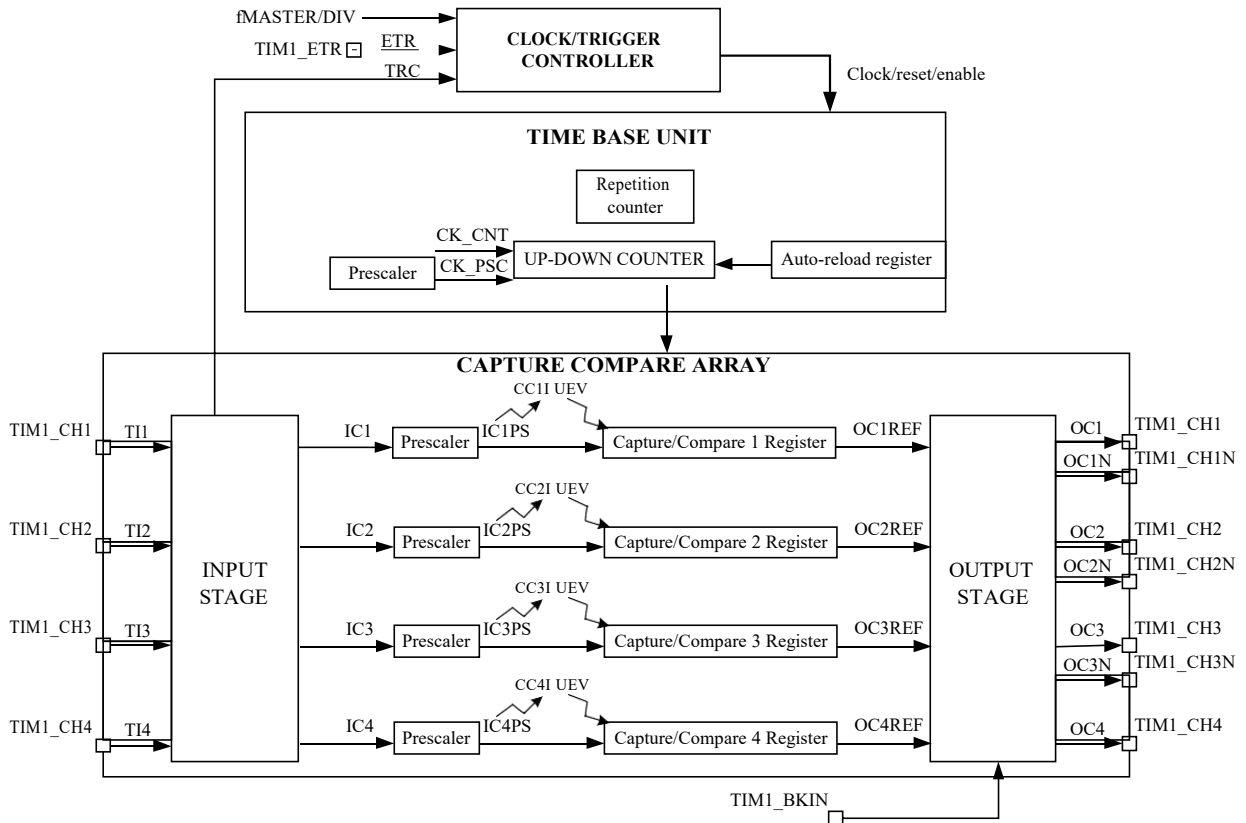 fMASTER/DIV
TIM1_ETR
ETR
TRC
CLOCK/TRIGGER
CONTROLLER
Clock/reset/enable
TIME BASE UNIT
Repetition
counter
CK_CNT
Prescaler
CK_PSC
UP-DOWN COUNTER
Auto-reload register
CAPTURE COMPARE ARRAY
CC1I UEV
TIM1_CH1
TI1
IC1
Prescaler
IC1PS
Capture/Compare 1 Register
OC1REF
OC1
TIM1_CH1
OC1N
TIM1_CH1N
CC2I UEV
TIM1_CH2
TI2
IC2
Prescaler
IC2PS
Capture/Compare 2 Register
OC2REF
OC2
TIM1_CH2
OC2N
TIM1_CH2N
INPUT
STAGE
OUTPUT
STAGE
CC3I UEV
TIM1_CH3
TI3
IC3
Prescaler
IC3PS
Capture/Compare 3 Register
OC3REF
OC3
TIM1_CH3
OC3N
TIM1_CH3N
CC4I UEV
TIM1_CH4
TI4
IC4
Prescaler
IC4PS
Capture/Compare 4 Register
OC4REF
OC4
TIM1_CH4
TIM1_BKIN